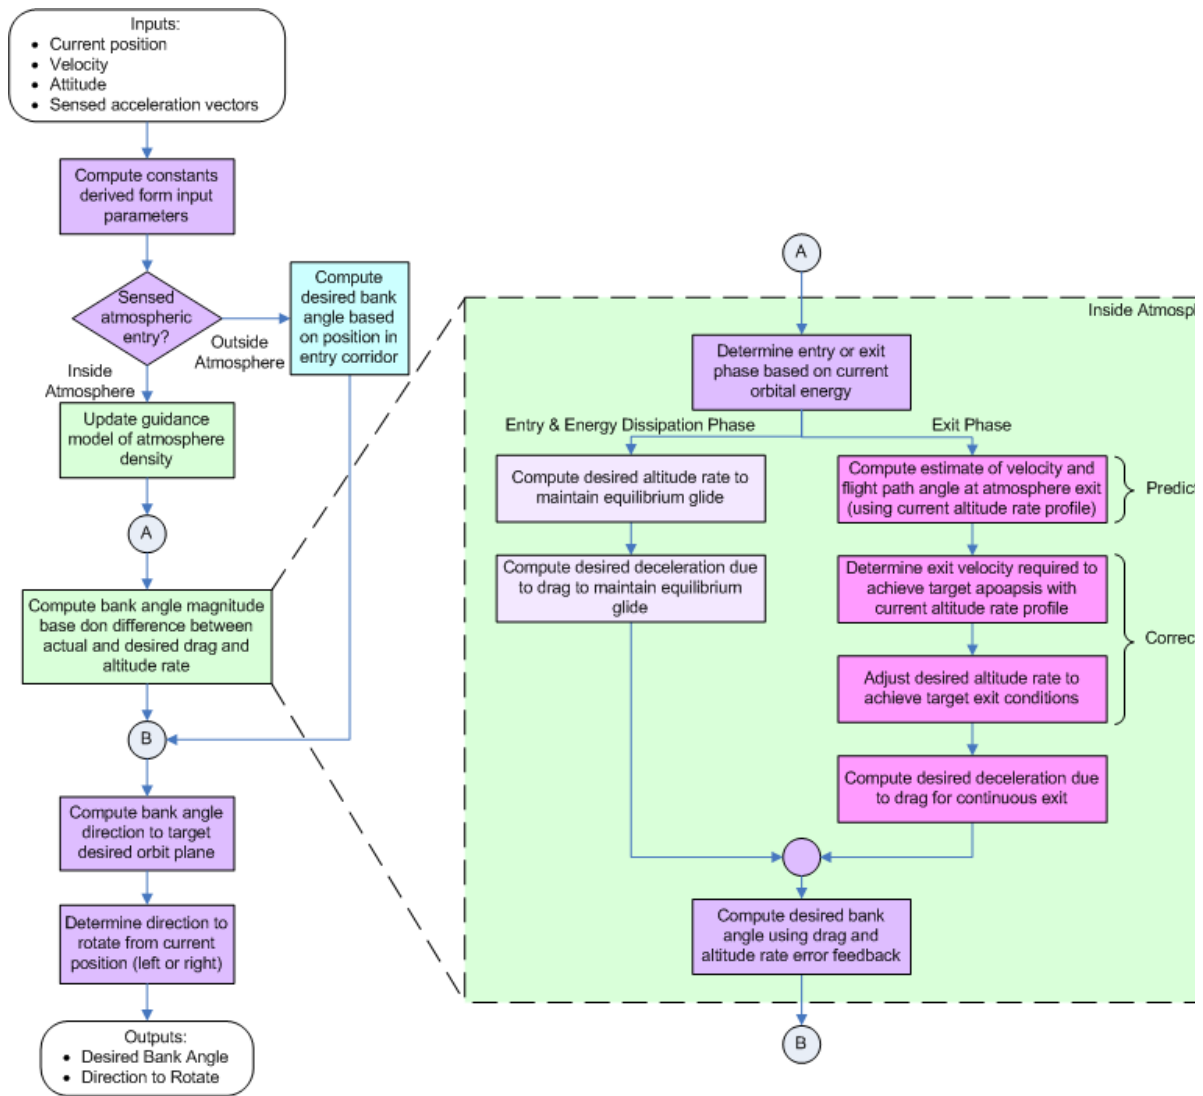 Inputs:
• Current position
• Velocity
• Attitude
• Sensed acceleration vectors
Compute constants
derived form input
parameters
Sensed
atmospheric
entry?
Outside
Atmosphere
Compute
desired bank
angle based
on position in
entry corridor
Inside
Atmosphere
Update guidance
model of atmosphere
density
A
Compute bank angle magnitude
base don difference between
actual and desired drag and
altitude rate
B
Compute bank angle
direction to target
desired orbit plane
Determine direction to
rotate from current
position (left or right)
Outputs:
• Desired Bank Angle
• Direction to Rotate
A
Inside Atmosph
Determine entry or exit
phase based on current
orbital energy
Entry & Energy Dissipation Phase
Exit Phase
Compute desired altitude rate to
maintain equilibrium glide
Compute desired deceleration due
to drag to maintain equilibrium
glide
Compute estimate of velocity and
flight path angle at atmosphere exit
(using current altitude rate profile)
Predict
Determine exit velocity required to
achieve target apoapsis with
current altitude rate profile
Correc
Adjust desired altitude rate to
achieve target exit conditions
Compute desired deceleration due
to drag for continuous exit
Compute desired bank
angle using drag and
altitude rate error feedback
B